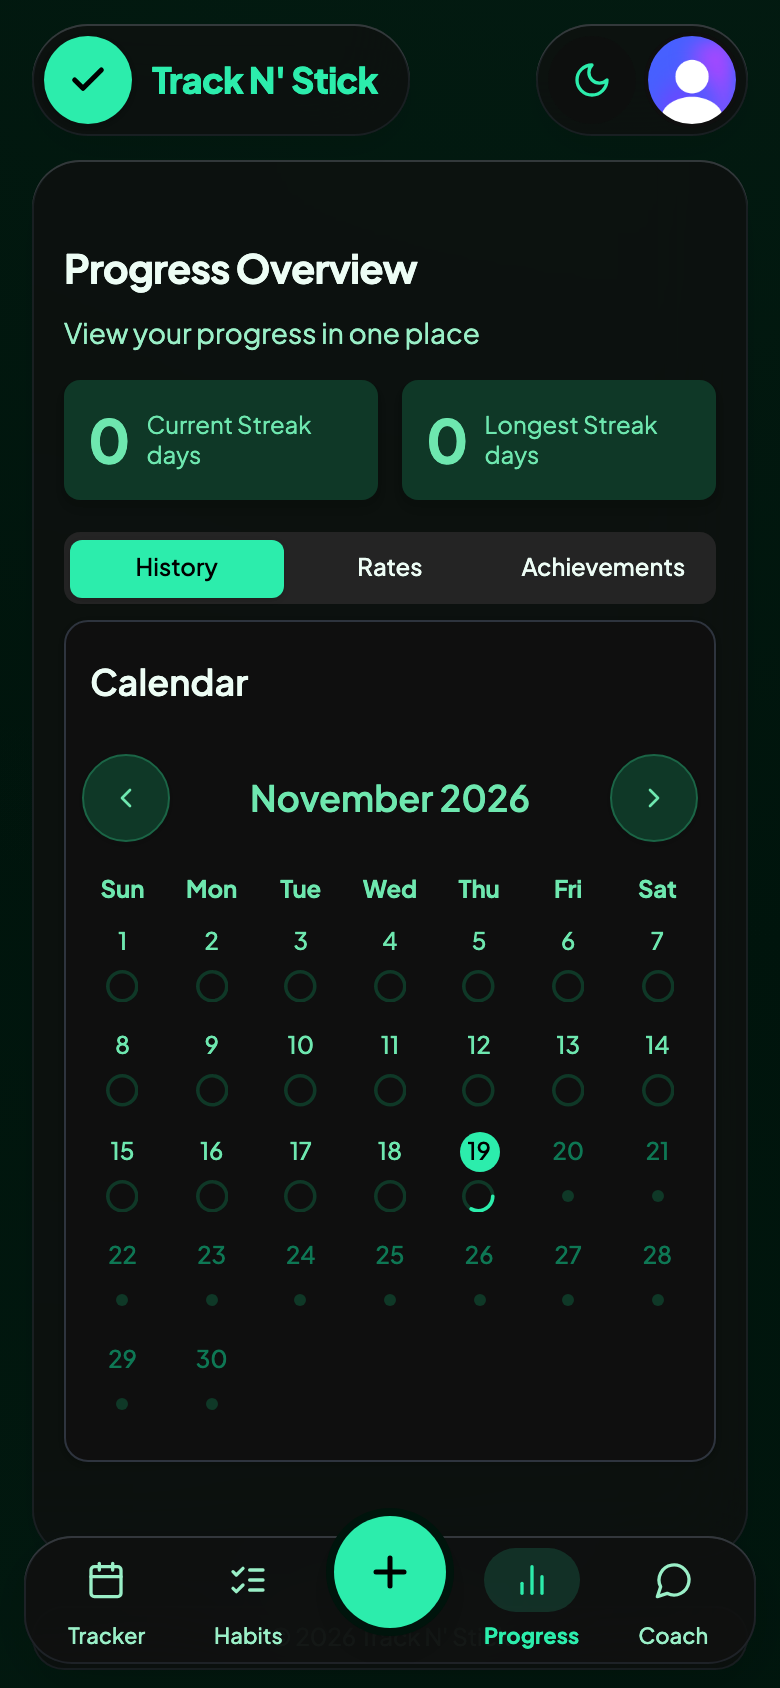 Track N' Stick
Progress Overview
View your progress in one place
0 Current Streak
days
0 Longest Streak
days
History Rates Achievements
Calendar
November 2026
Sun Mon Tue Wed Thu Fri Sat
1 2 3 4 5 6 7
8 9 10 11 12 13 14
15 16 17 18 19 20 21
22 23 24 25 26 27 28
29 30
2026 Track N' St
Tracker Habits Progress Coach